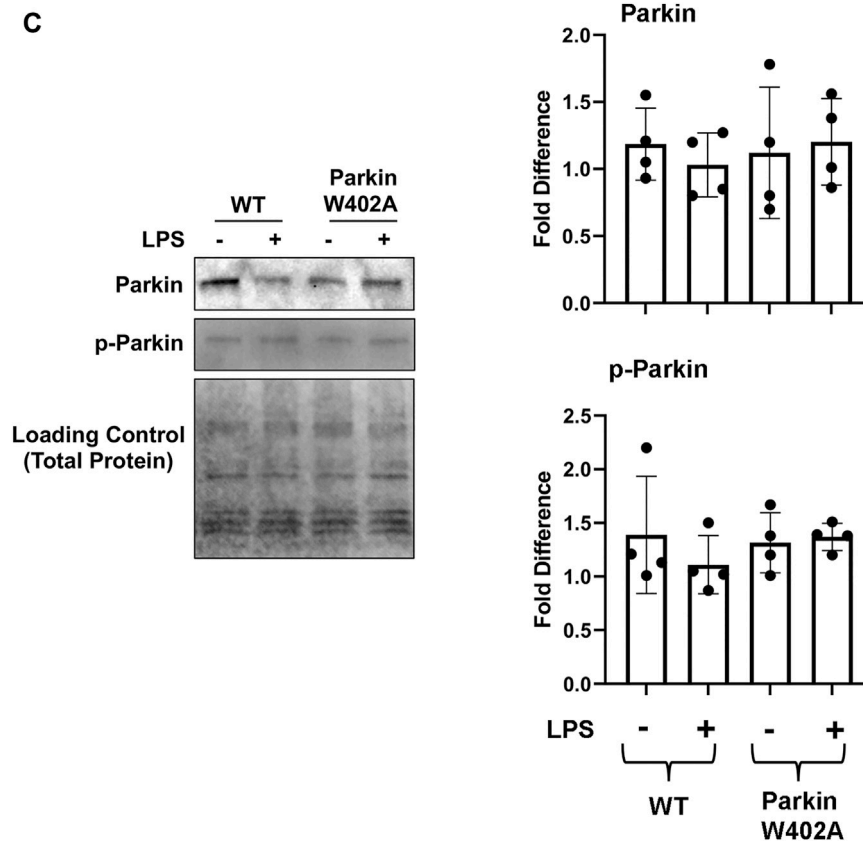 C
WT
Parkin
W402A
LPS
-
+
-
+
Parkin
p-Parkin
Loading Control
(Total Protein)
Parkin
Fold Difference
2.0
1.5
1.0
0.5
0.0
p-Parkin
Fold Difference
2.5
2.0
1.5
1.0
0.5
0.0
LPS
-
+
-
+
WT
Parkin
W402A